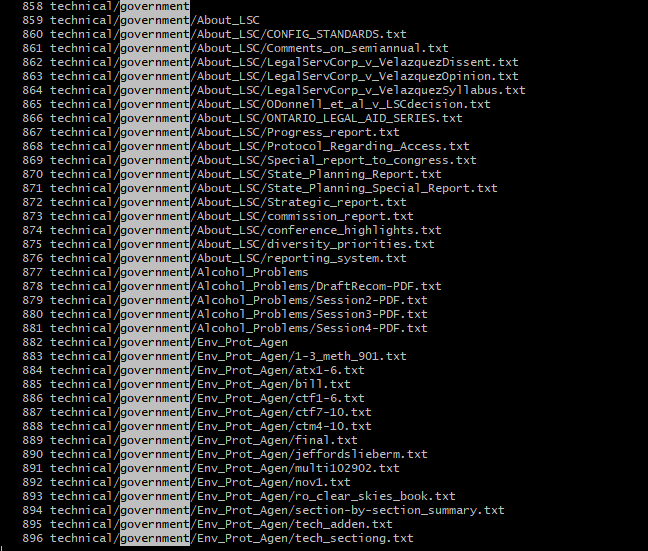 858 technical/government
859 technical/government/About_LSC
860 technical/government/About_LSC/CONFIG_STANDARDS.txt
861 technical/government/About_LSC/Comments_on_semiannual.txt
862 technical/government/About_LSC/LegalServCorp_v_VelazquezDissent.txt
863 technical/government/About_LSC/LegalServCorp_v_VelazquezOpinion.txt
864 technical/government/About_LSC/LegalServCorp_v_VelazquezSyllabus.txt
865 technical/government/About_LSC/ODonnell_et_al_v_LSCdecision.txt
866 technical/government/About_LSC/ONTARIO_LEGAL_AID_SERIES.txt
867 technical/government/About_LSC/Progress_report.txt
868 technical/government/About_LSC/Protocol_Regarding_Access.txt
869 technical/government/About_LSC/Special_report_to_congress.txt
870 technical/government/About_LSC/State_Planning_Report.txt
871 technical/government/About_LSC/State_Planning_Special_Report.txt
872 technical/government/About_LSC/Strategic_report.txt
873 technical/government/About_LSC/commission_report.txt
874 technical/government/About_LSC/conference_highlights.txt
875 technical/government/About_LSC/diversity_priorities.txt
876 technical/government/About_LSC/reporting_system.txt
877 technical/government/Alcohol_Problems
878 technical/government/Alcohol_Problems/DraftRecom-PDF.txt
879 technical/government/Alcohol_Problems/Session2-PDF.txt
880 technical/government/Alcohol_Problems/Session3-PDF.txt
881 technical/government/Alcohol_Problems/Session4-PDF.txt
882 technical/government/Env_Prot_Agen
883 technical/government/Env_Prot_Agen/1-3_meth_901.txt
884 technical/government/Env_Prot_Agen/atx1-6.txt
885 technical/government/Env_Prot_Agen/bill.txt
886 technical/government/Env_Prot_Agen/ctf1-6.txt
887 technical/government/Env_Prot_Agen/ctf7-10.txt
888 technical/government/Env_Prot_Agen/ctm4-10.txt
889 technical/government/Env_Prot_Agen/final.txt
890 technical/government/Env_Prot_Agen/jeffordslieberm.txt
891 technical/government/Env_Prot_Agen/multi102902.txt
892 technical/government/Env_Prot_Agen/nov1.txt
893 technical/government/Env_Prot_Agen/ro_clear_skies_book.txt
894 technical/government/Env_Prot_Agen/section-by-section_summary.txt
895 technical/government/Env_Prot_Agen/tech_adden.txt
896 technical/government/Env_Prot_Agen/tech_sectiong.txt